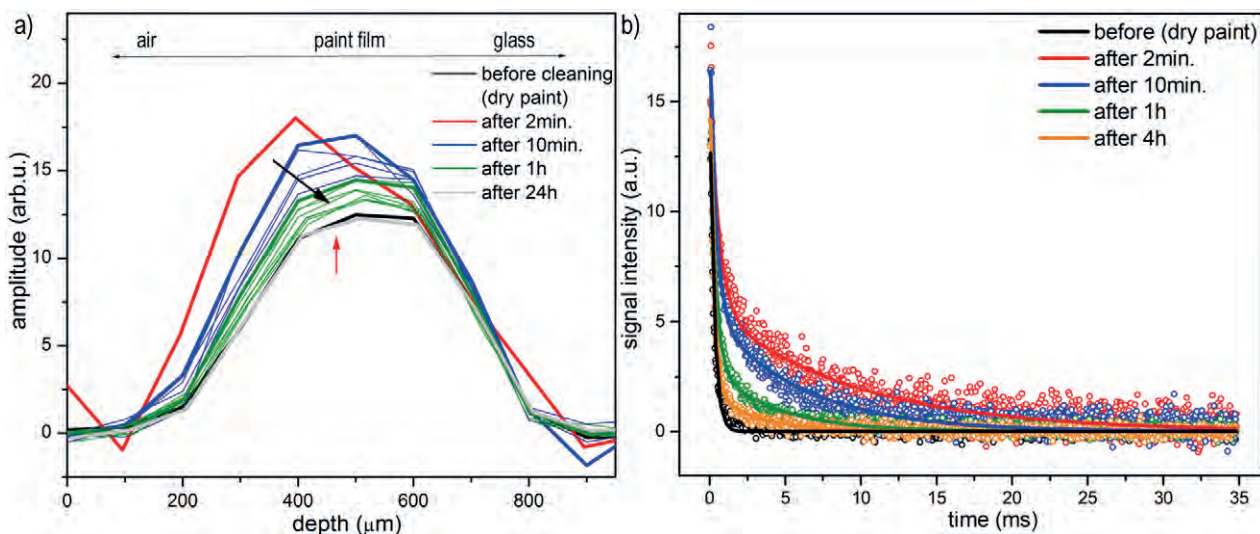 a)
air paint film glass
before cleaning
(dry paint)
after 2min.
after 10min.
after 1h
after 24h
20
15
10
5
0
amplitude (arb.u.)
0 200 400 600 800
depth (μm)
b)
before (dry paint)
after 2min.
after 10min.
after 1h
after 4h
15
10
5
0
signal intensity (a.u.)
0 5 10 15 20 25 30 35
time (ms)